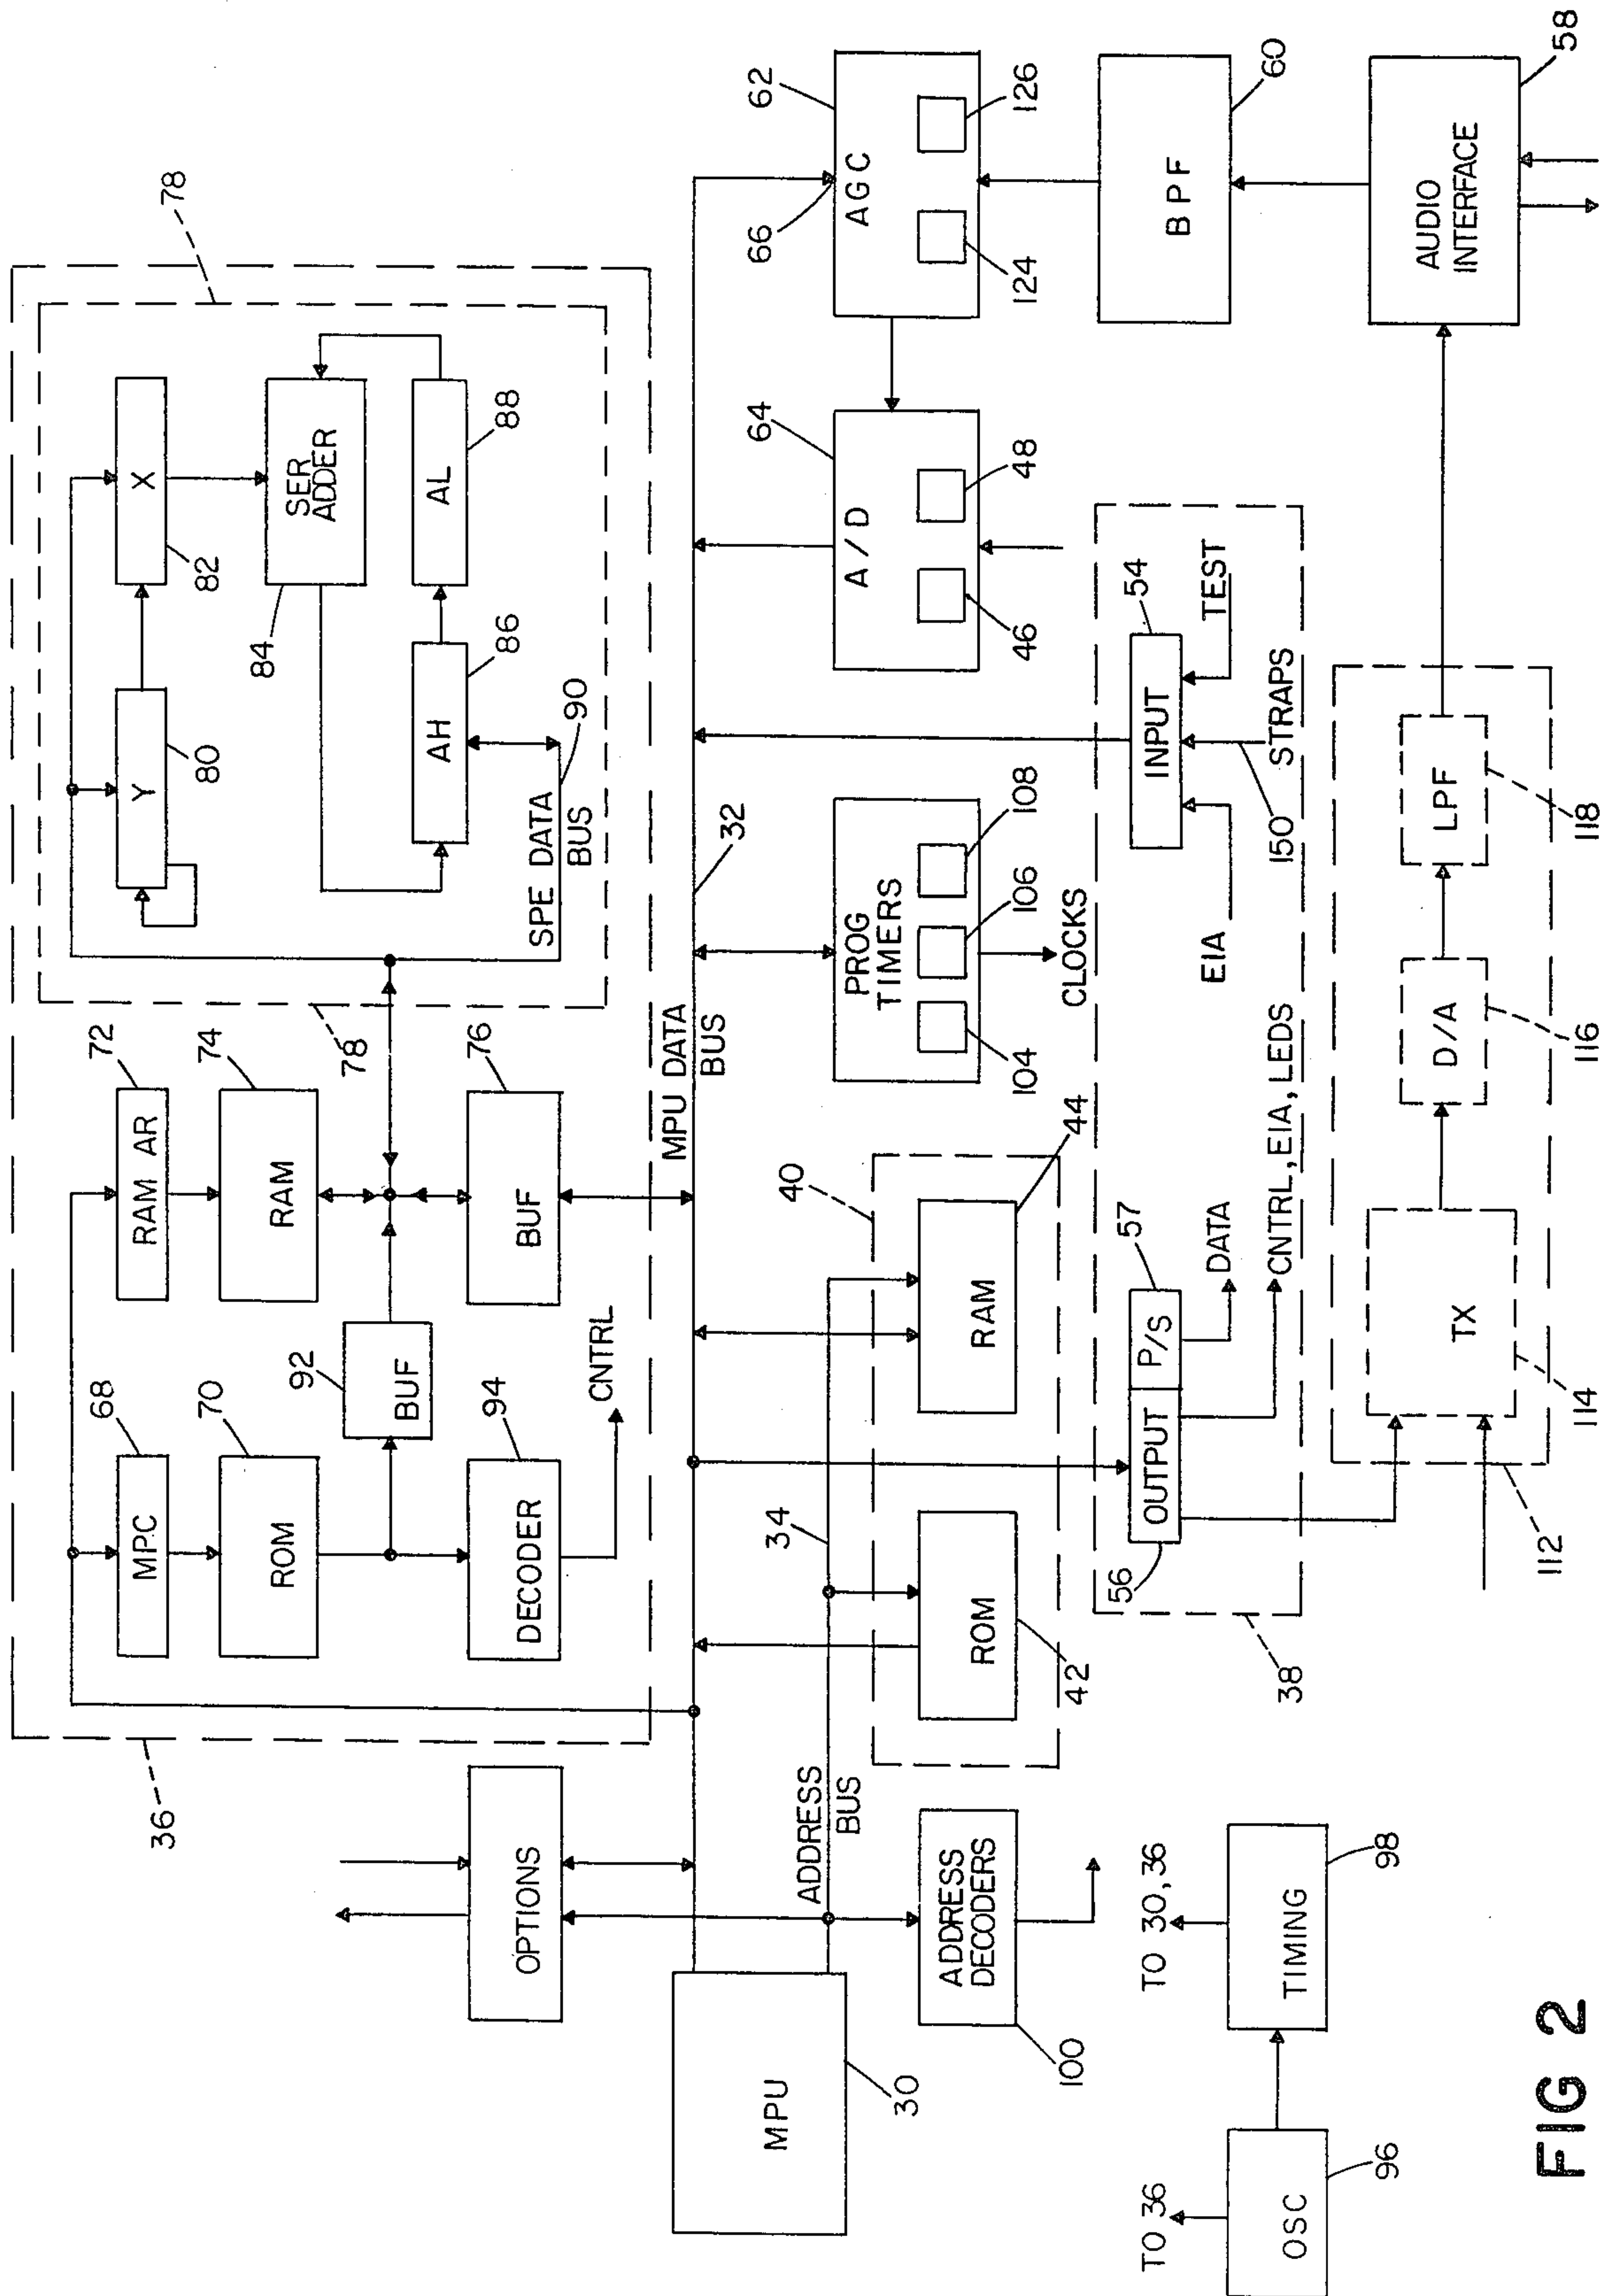 36
78
68
MPC
72
RAM AR
80
Y
82
X
70
ROM
74
RAM
84
SER
ADDER
92
BUF
78
94
DECODER
CNTRL
76
BUF
AH
86
AL
88
SPE DATA
BUS
90
OPTIONS
MPU
30
MPU DATA
BUS
32
ADDRESS
BUS
34
40
ROM
42
RAM
44
PROG
TIMERS
104
106
108
CLOCKS
64
A/D
46
48
66
62
AGC
124
126
ADDRESS
DECODERS
100
56
OUTPUT
P/S
57
DATA
CNTRL, EIA, LEDS
38
INPUT
54
EIA
150
STRAPS
TEST
BPF
60
TO 36
OSC
96
TO 30,36
TIMING
98
112
TX
114
D/A
116
LPF
118
AUDIO
INTERFACE
58
FIG 2